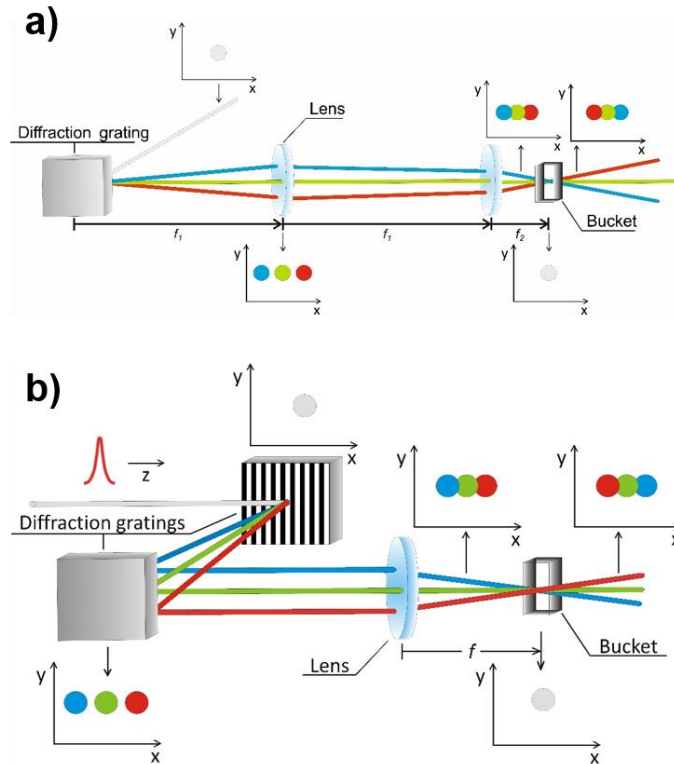 a)
y
x
Diffraction grating
Lens
y
x
y
x
f1
f1
f2
Bucket
y
x
y
x
b)
y
x
z
Diffraction gratings
y
x
y
x
Lens
f
Bucket
y
x
y
x